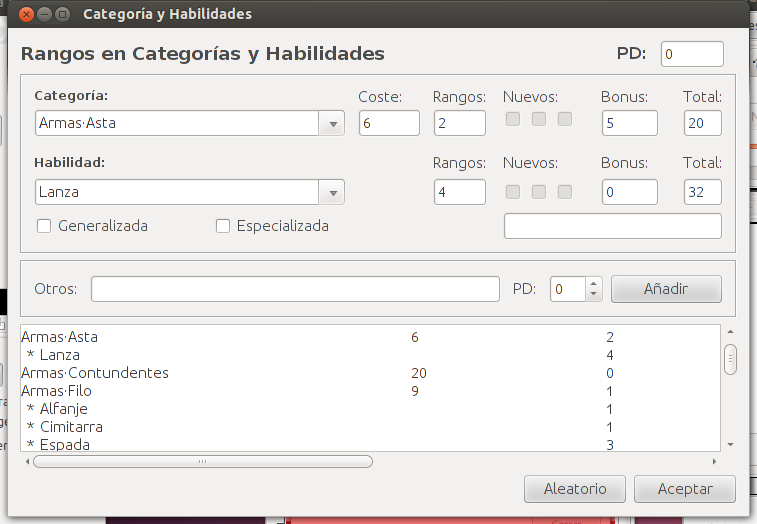 Categoría y Habilidades
Rangos en Categorías y Habilidades PD: 0
Categoría: Coste: Rangos: Nuevos: Bonus: Total:
Armas·Asta 6 2 5 20
Habilidad: Rangos: Nuevos: Bonus: Total:
Lanza 4 0 32
Generalizada Especializada
Otros: PD: 0 Añadir
Armas·Asta 6 2
* Lanza 4
Armas·Contundentes 20 0
Armas·Filo 9 1
* Alfanje 1
* Cimitarra 1
* Espada 3
Aleatorio Aceptar